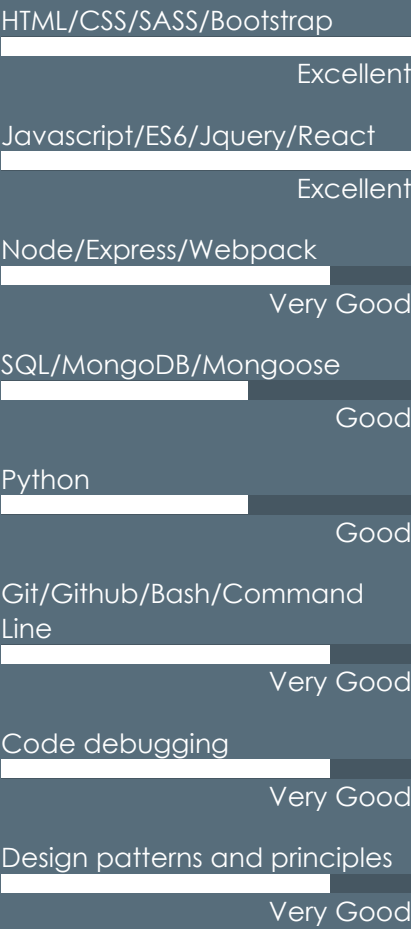 HTML/CSS/SASS/Bootstrap
Excellent
Javascript/ES6/Jquery/React
Excellent
Node/Express/Webpack
Very Good
SQL/MongoDB/Mongoose
Good
Python
Good
Git/Github/Bash/Command
Line
Very Good
Code debugging
Very Good
Design patterns and principles
Very Good